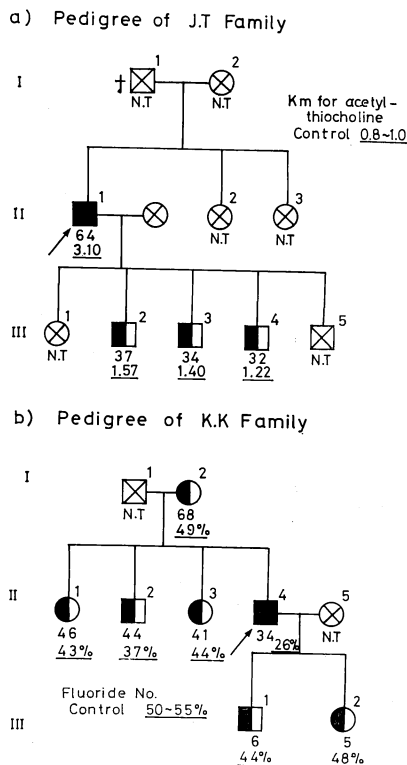 a) Pedigree of J.T Family
I
1 2
N.T N.T
Km for acetyl-
thiocholine
Control 0.8~1.0
II
1 2 3
64 N.T N.T
3.10
III
1 2 3 4 5
N.T 37 34 32 N.T
1.57 1.40 1.22
b) Pedigree of K.K Family
I
1 2
N.T 68
49%
II
1 2 3 4 5
46 44 41 34 N.T
43% 37% 44% 26%
Fluoride No.
Control 50~55%
III
1 2
6 5
44% 48%